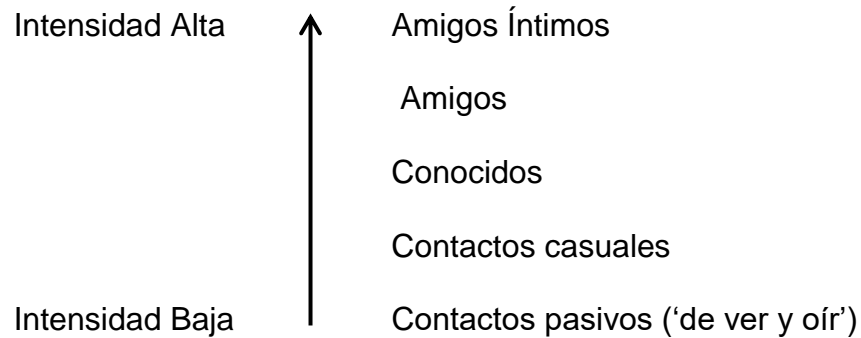 Intensidad Alta Amigos Íntimos
Amigos
Conocidos
Contactos casuales
Intensidad Baja Contactos pasivos (‘de ver y oír’)